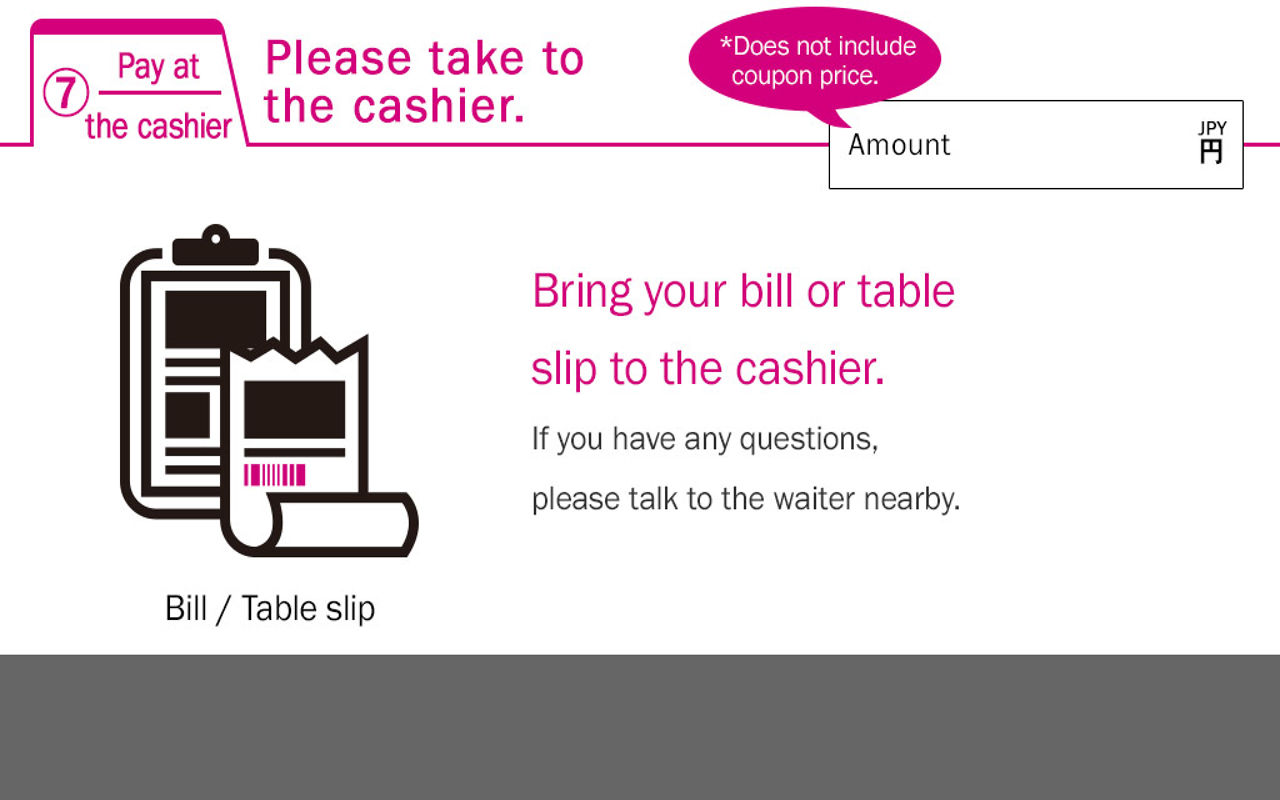 ⑦
Pay at
the cashier
Please take to
the cashier.
*Does not include
coupon price.
Amount
JPY
円
Bring your bill or table
slip to the cashier.
If you have any questions,
please talk to the waiter nearby.
Bill / Table slip